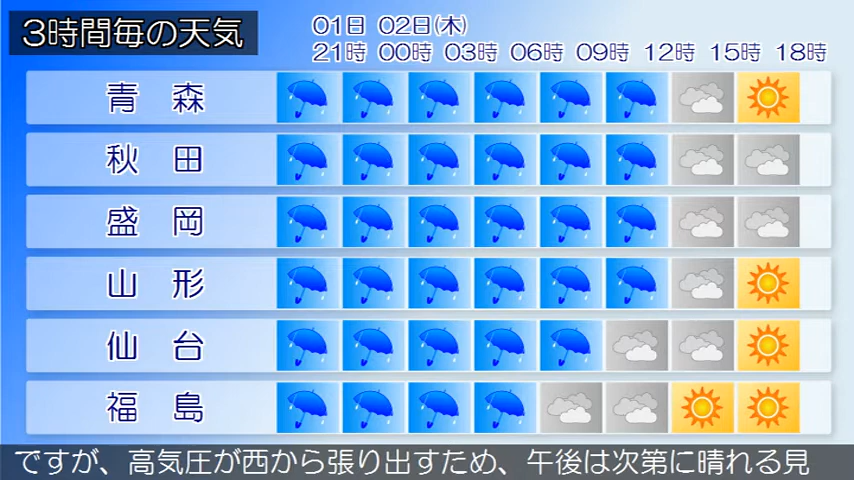 3時間毎の天気
01日 02日(木)
21時 00時 03時 06時 09時 12時 15時 18時
青 森
秋 田
盛 岡
山 形
仙 台
福 島
ですが、高気圧が西から張り出すため、午後は次第に晴れる見